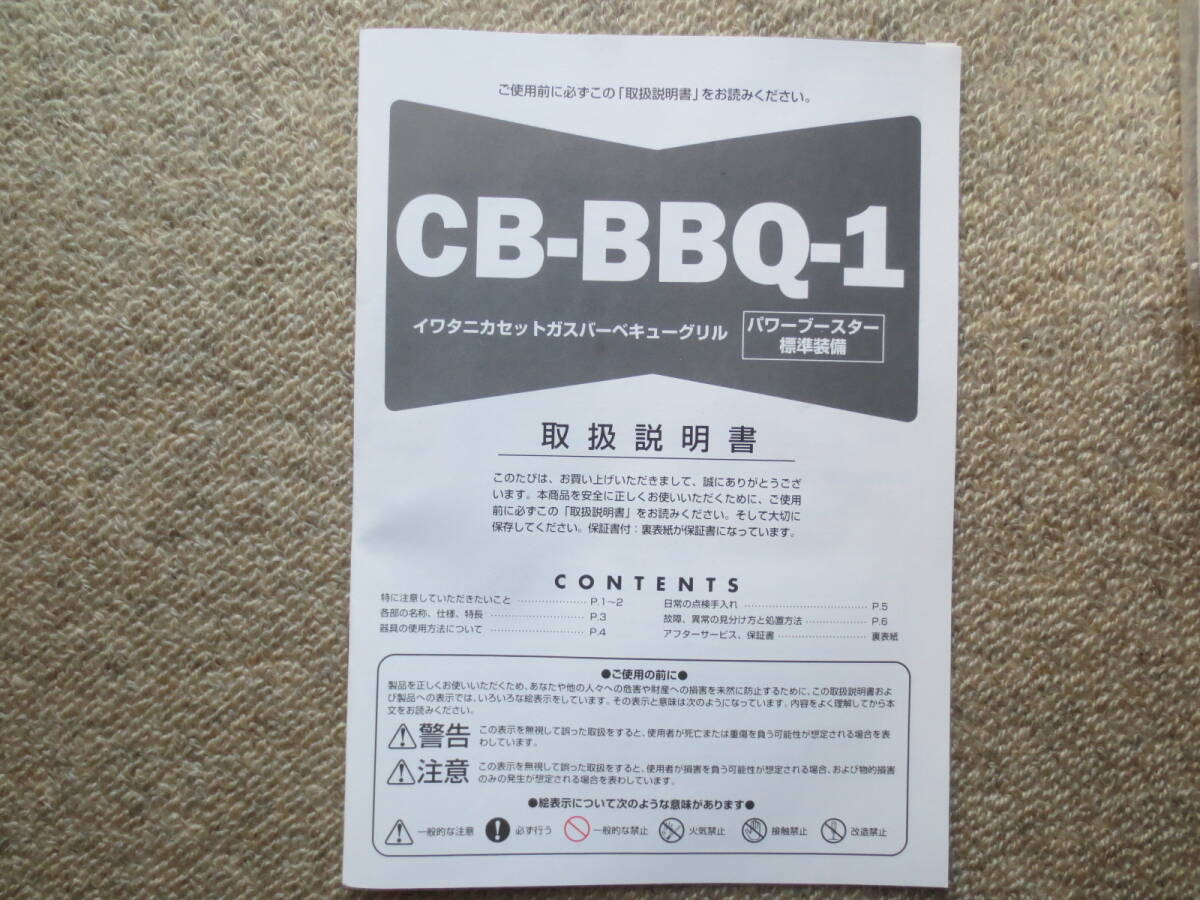 ご使用前に必ずこの「取扱説明書」をお読みください。
CB-BBQ-1
イワタニカセットガスバーベキューグリル
パワーブースター
標準装備
取扱説明書
このたびは、お買い上げいただきまして、誠にありがとうござ
います。本商品を安全に正しくお使いいただくために、ご使用
前に必ずこの「取扱説明書」をお読みください。そして大切に
保存してください。保証書付：裏表紙が保証書になっています。
CONTENTS
特に注意していただきたいこと ………………… P.1～2
各部の名称、仕様、特長 ………………………… P.3
器具の使用方法について ………………………… P.4
日常の点検手入れ ………………………………… P.5
故障、異常の見分け方と処置方法 ……………… P.6
アフターサービス、保証書 ……………………… 裏表紙
●ご使用の前に●
製品を正しくお使いいただくため、あなたや他の人々への危害や財産への損害を未然に防止するために、この取扱説明書およ
び製品への表示では、いろいろな絵表示をしています。その表示と意味は次のようになっています。内容をよく理解してから本
文をお読みください。
警告 この表示を無視して誤った取扱をすると、使用者が死亡または重傷を負う可能性が想定される場合を表
わしています。
注意 この表示を無視して誤った取扱をすると、使用者が損害を負う可能性が想定される場合、および物的損害
のみの発生が想定される場合を表わしています。
●絵表示について次のような意味があります●
一般的な注意 必ず行う 一般的な禁止 火気禁止 接触禁止 改造禁止